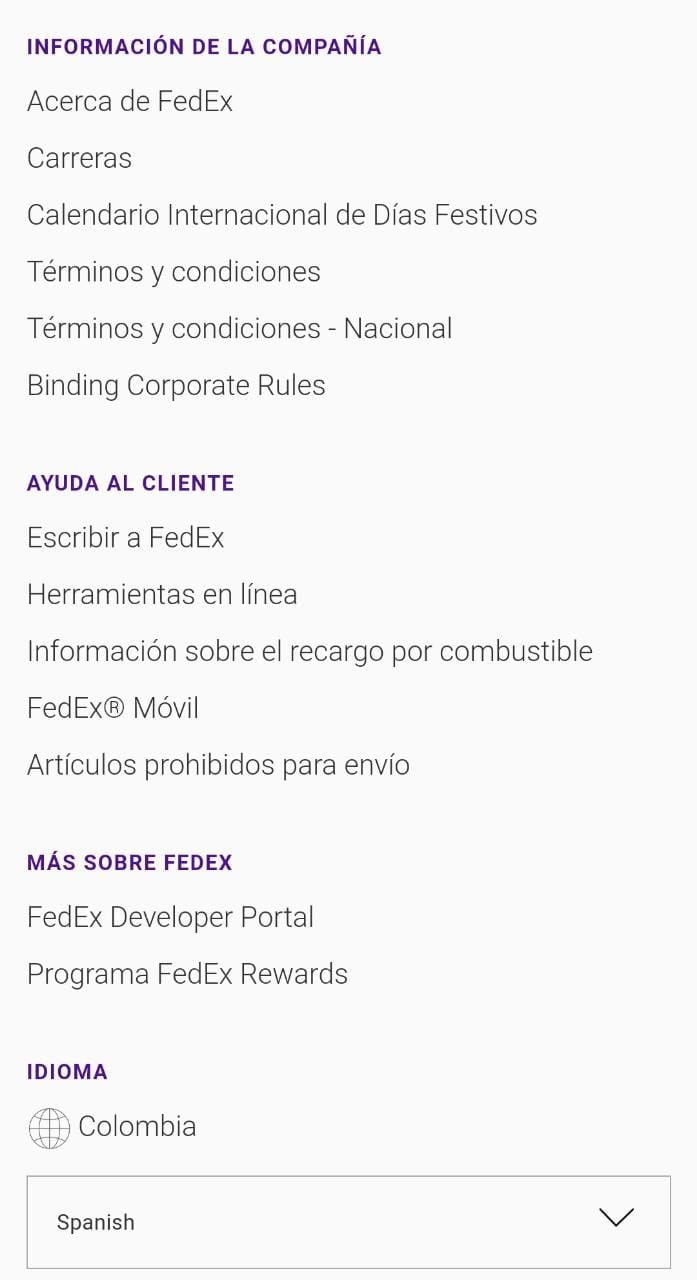 INFORMACIÓN DE LA COMPAÑÍA
Acerca de FedEx
Carreras
Calendario Internacional de Días Festivos
Términos y condiciones
Términos y condiciones - Nacional
Binding Corporate Rules
AYUDA AL CLIENTE
Escribir a FedEx
Herramientas en línea
Información sobre el recargo por combustible
FedEx® Móvil
Artículos prohibidos para envío
MÁS SOBRE FEDEX
FedEx Developer Portal
Programa FedEx Rewards
IDIOMA
Colombia
Spanish